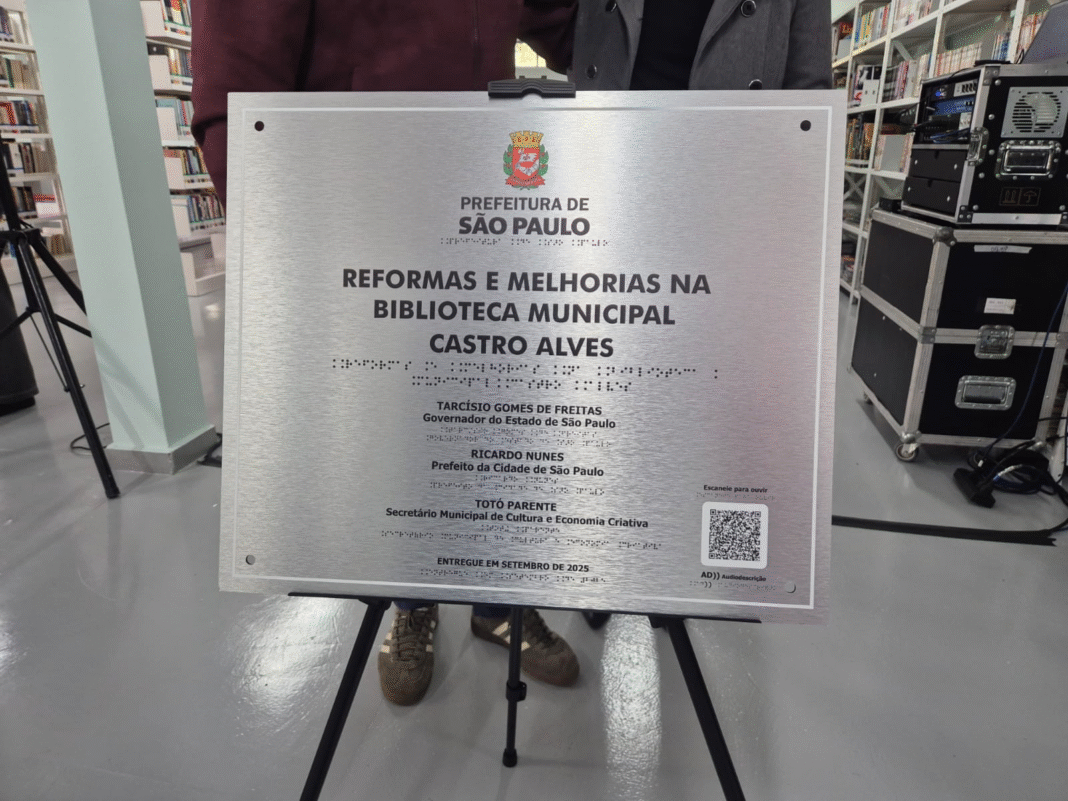 PREFEITURA DE
SÃO PAULO
REFORMAS E MELHORIAS NA
BIBLIOTECA MUNICIPAL
CASTRO ALVES
TARCÍSIO GOMES DE FREITAS
Governador do Estado de São Paulo
RICARDO NUNES
Prefeito da Cidade de São Paulo
TOTÓ PARENTE
Secretário Municipal de Cultura e Economia Criativa
ENTREGUE EM SETEMBRO DE 2025
Escaneie para ouvir
AD)) Audiodescrição